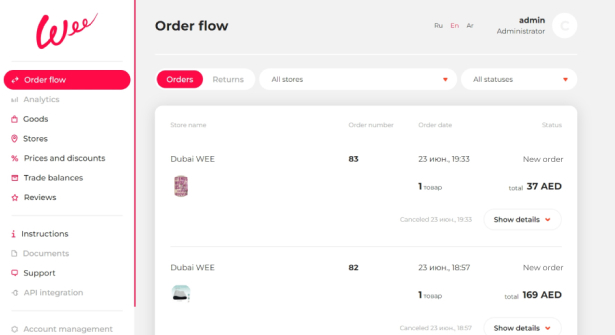 Wee
Order flow
Ru En Ar
admin
Administrator
C
Order flow
Analytics
Goods
Stores
Prices and discounts
Trade balances
Reviews
Instructions
Documents
Support
API integration
Account management
Orders Returns All stores All statuses
Store name Order number Order date Status
Dubai WEE 83 23 июн., 19:33 New order
1 товар total 37 AED
Canceled 23 июн., 19:33 Show details
Dubai WEE 82 23 июн., 18:57 New order
1 товар total 169 AED
Canceled 23 июн., 18:57 Show details